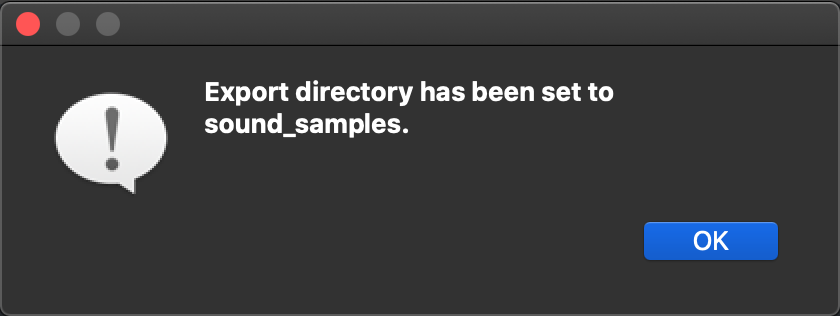 Export directory has been set to
sound_samples.
OK